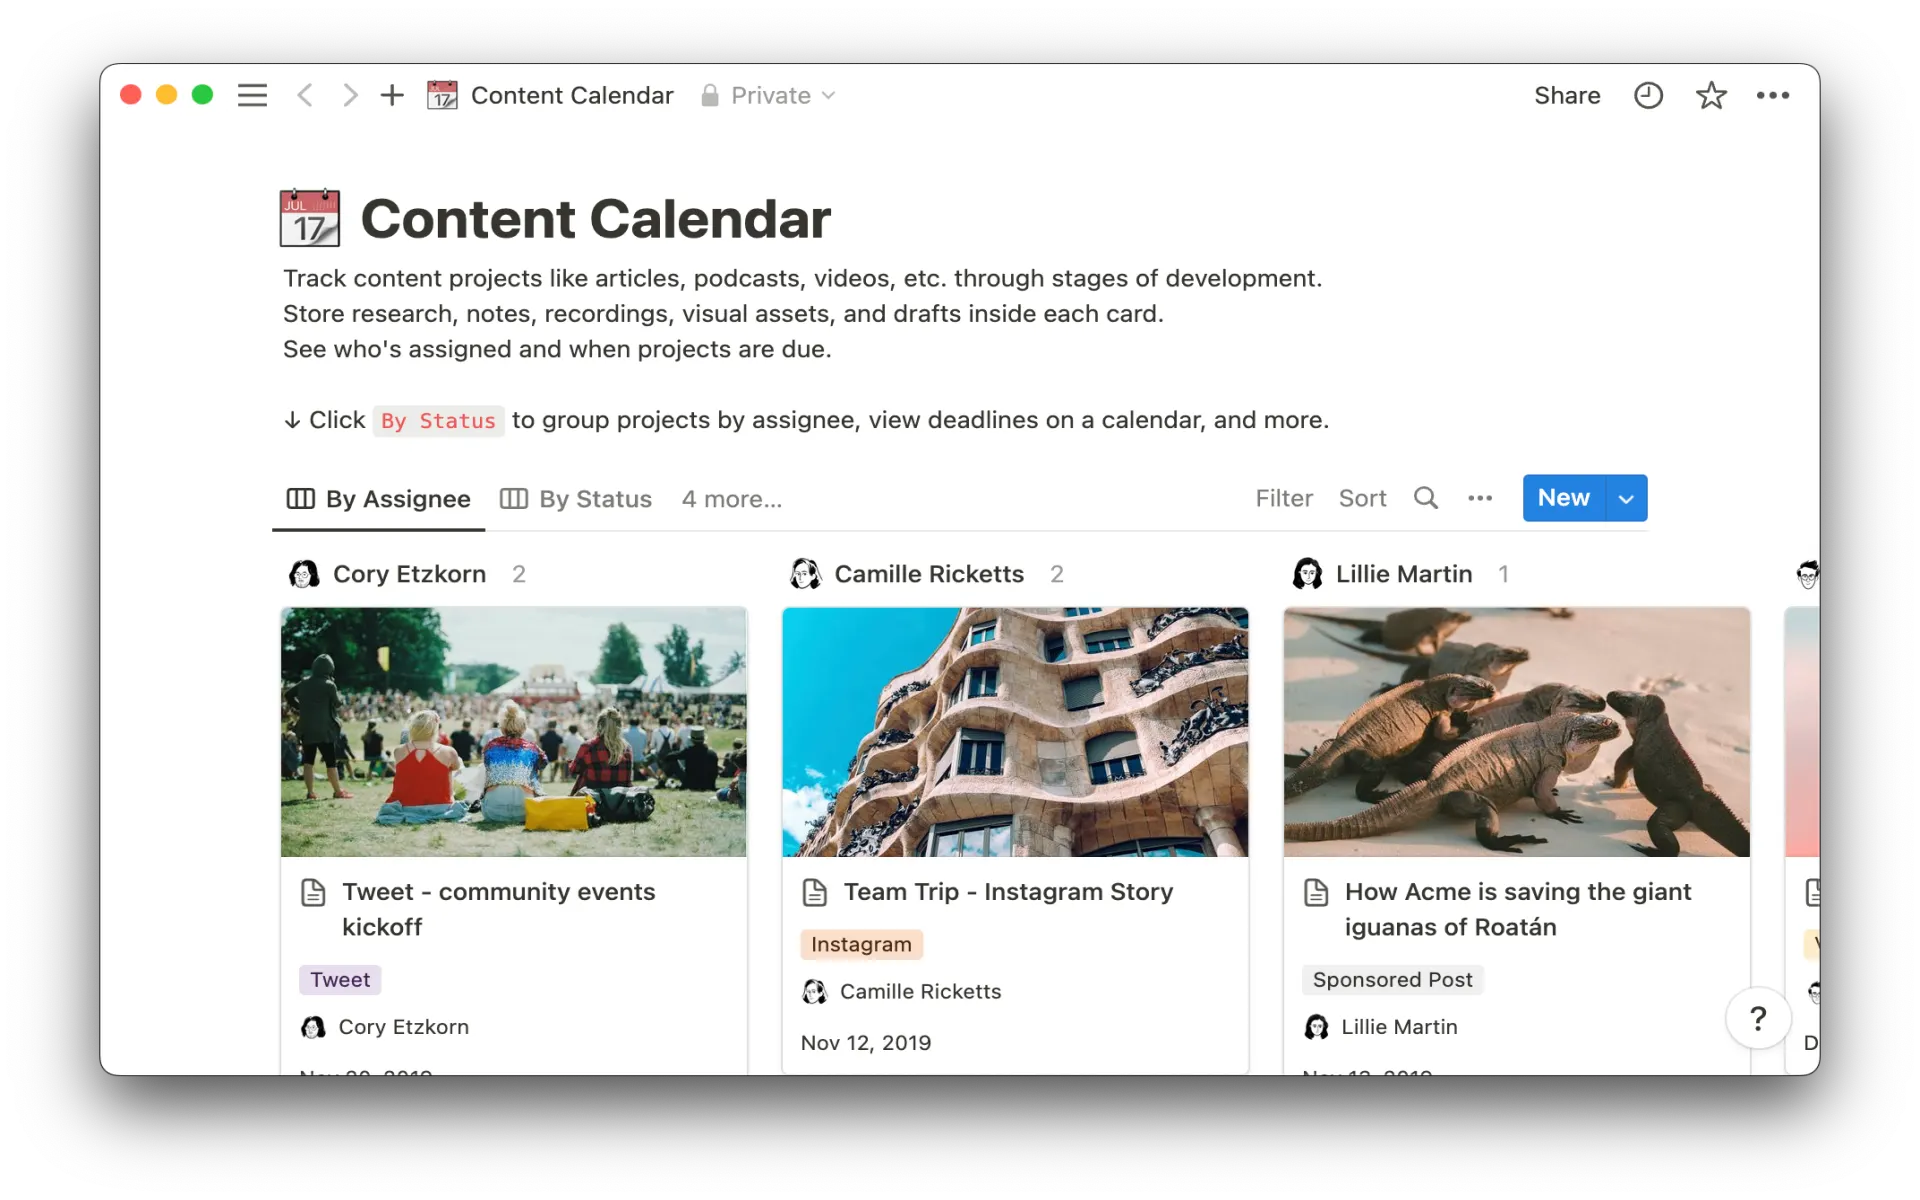 17 Content Calendar Private Share
JUL
17
Content Calendar
Track content projects like articles, podcasts, videos, etc. through stages of development.
Store research, notes, recordings, visual assets, and drafts inside each card.
See who's assigned and when projects are due.
↓ Click By Status to group projects by assignee, view deadlines on a calendar, and more.
By Assignee By Status 4 more... Filter Sort New
Cory Etzkorn 2 Camille Ricketts 2 Lillie Martin 1
Tweet - community events
kickoff
Tweet
Cory Etzkorn
Team Trip - Instagram Story
Instagram
Camille Ricketts
Nov 12, 2019
How Acme is saving the giant
iguanas of Roatán
Sponsored Post
Lillie Martin
?